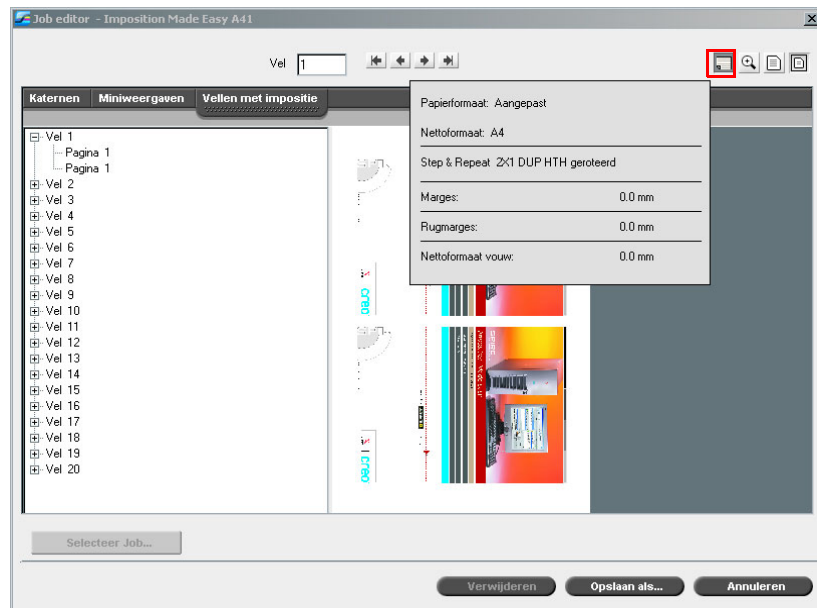 Job editor - Imposition Made Easy A41
Vel 1
Katernen Miniweergaven Vellen met impositie
Papierformaat: Aangepast
Nettoformaat: A4
Step & Repeat 2X1 DUP HTH geroteerd
Marges: 0.0 mm
Rugmarges: 0.0 mm
Nettoformaat vouw: 0.0 mm
Vel 1
Pagina 1
Pagina 1
Vel 2
Vel 3
Vel 4
Vel 5
Vel 6
Vel 7
Vel 8
Vel 9
Vel 10
Vel 11
Vel 12
Vel 13
Vel 14
Vel 15
Vel 16
Vel 17
Vel 18
Vel 19
Vel 20
creo
creo
Selecteer Job...
Verwijderen Opslaan als... Annuleren